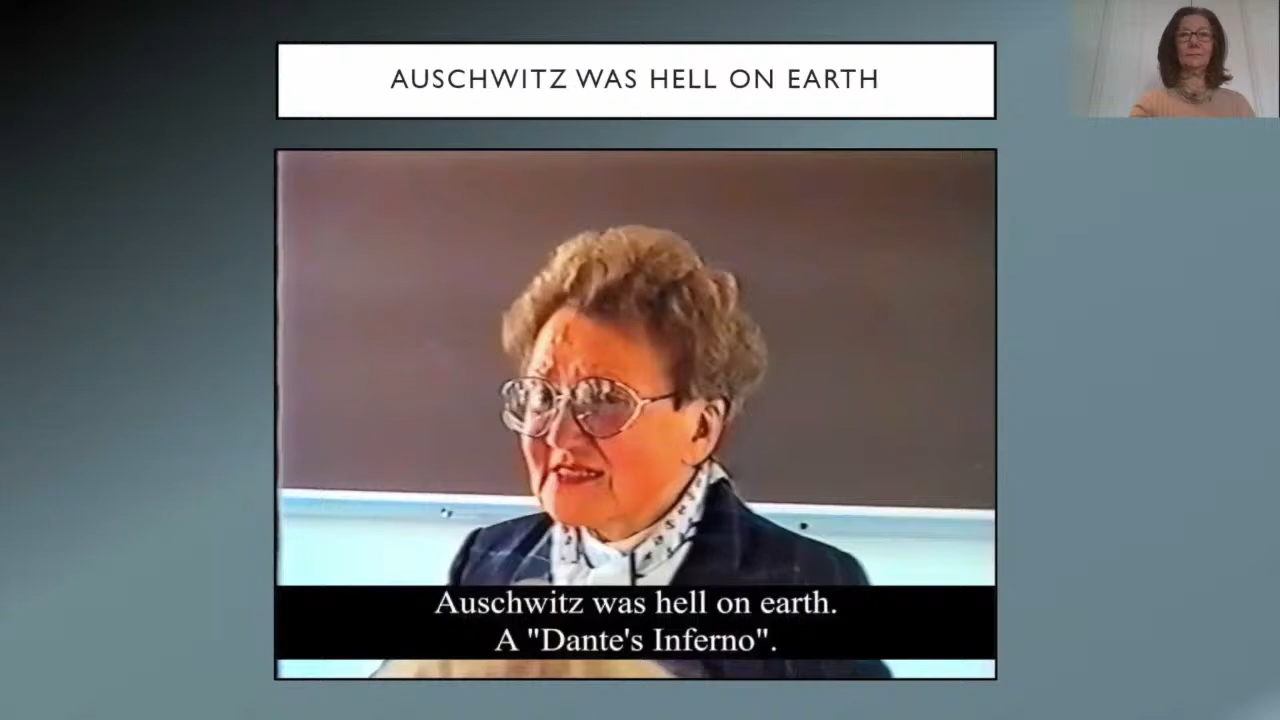 AUSCHWITZ WAS HELL ON EARTH
Auschwitz was hell on earth.
A "Dante's Inferno".